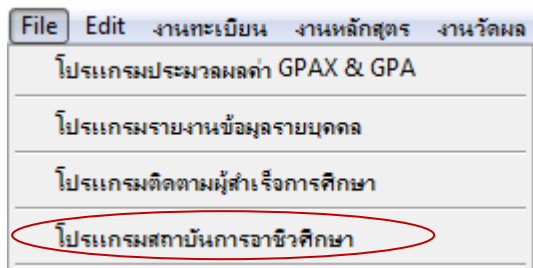 File Edit งานทะเบียน งานหลักสูตร งานวัดผล
โปรแกรมประมวลผลค่า GPAX & GPA
โปรแกรมรายงานข้อมูลรายบุคคล
โปรแกรมติดตามผู้สำเร็จการศึกษา
โปรแกรมสถาบันการอาชีวศึกษา